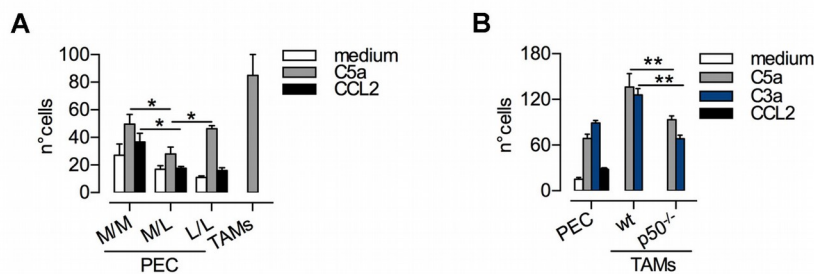 A
n°cells
100
80
60
40
20
0
medium
C5a
CCL2
*
*
*
M/M
M/L
L/L
TAMs
PEC
B
n°cells
180
120
60
0
medium
C5a
C3a
CCL2
**
**
PEC
wt
p50-/-
TAMs